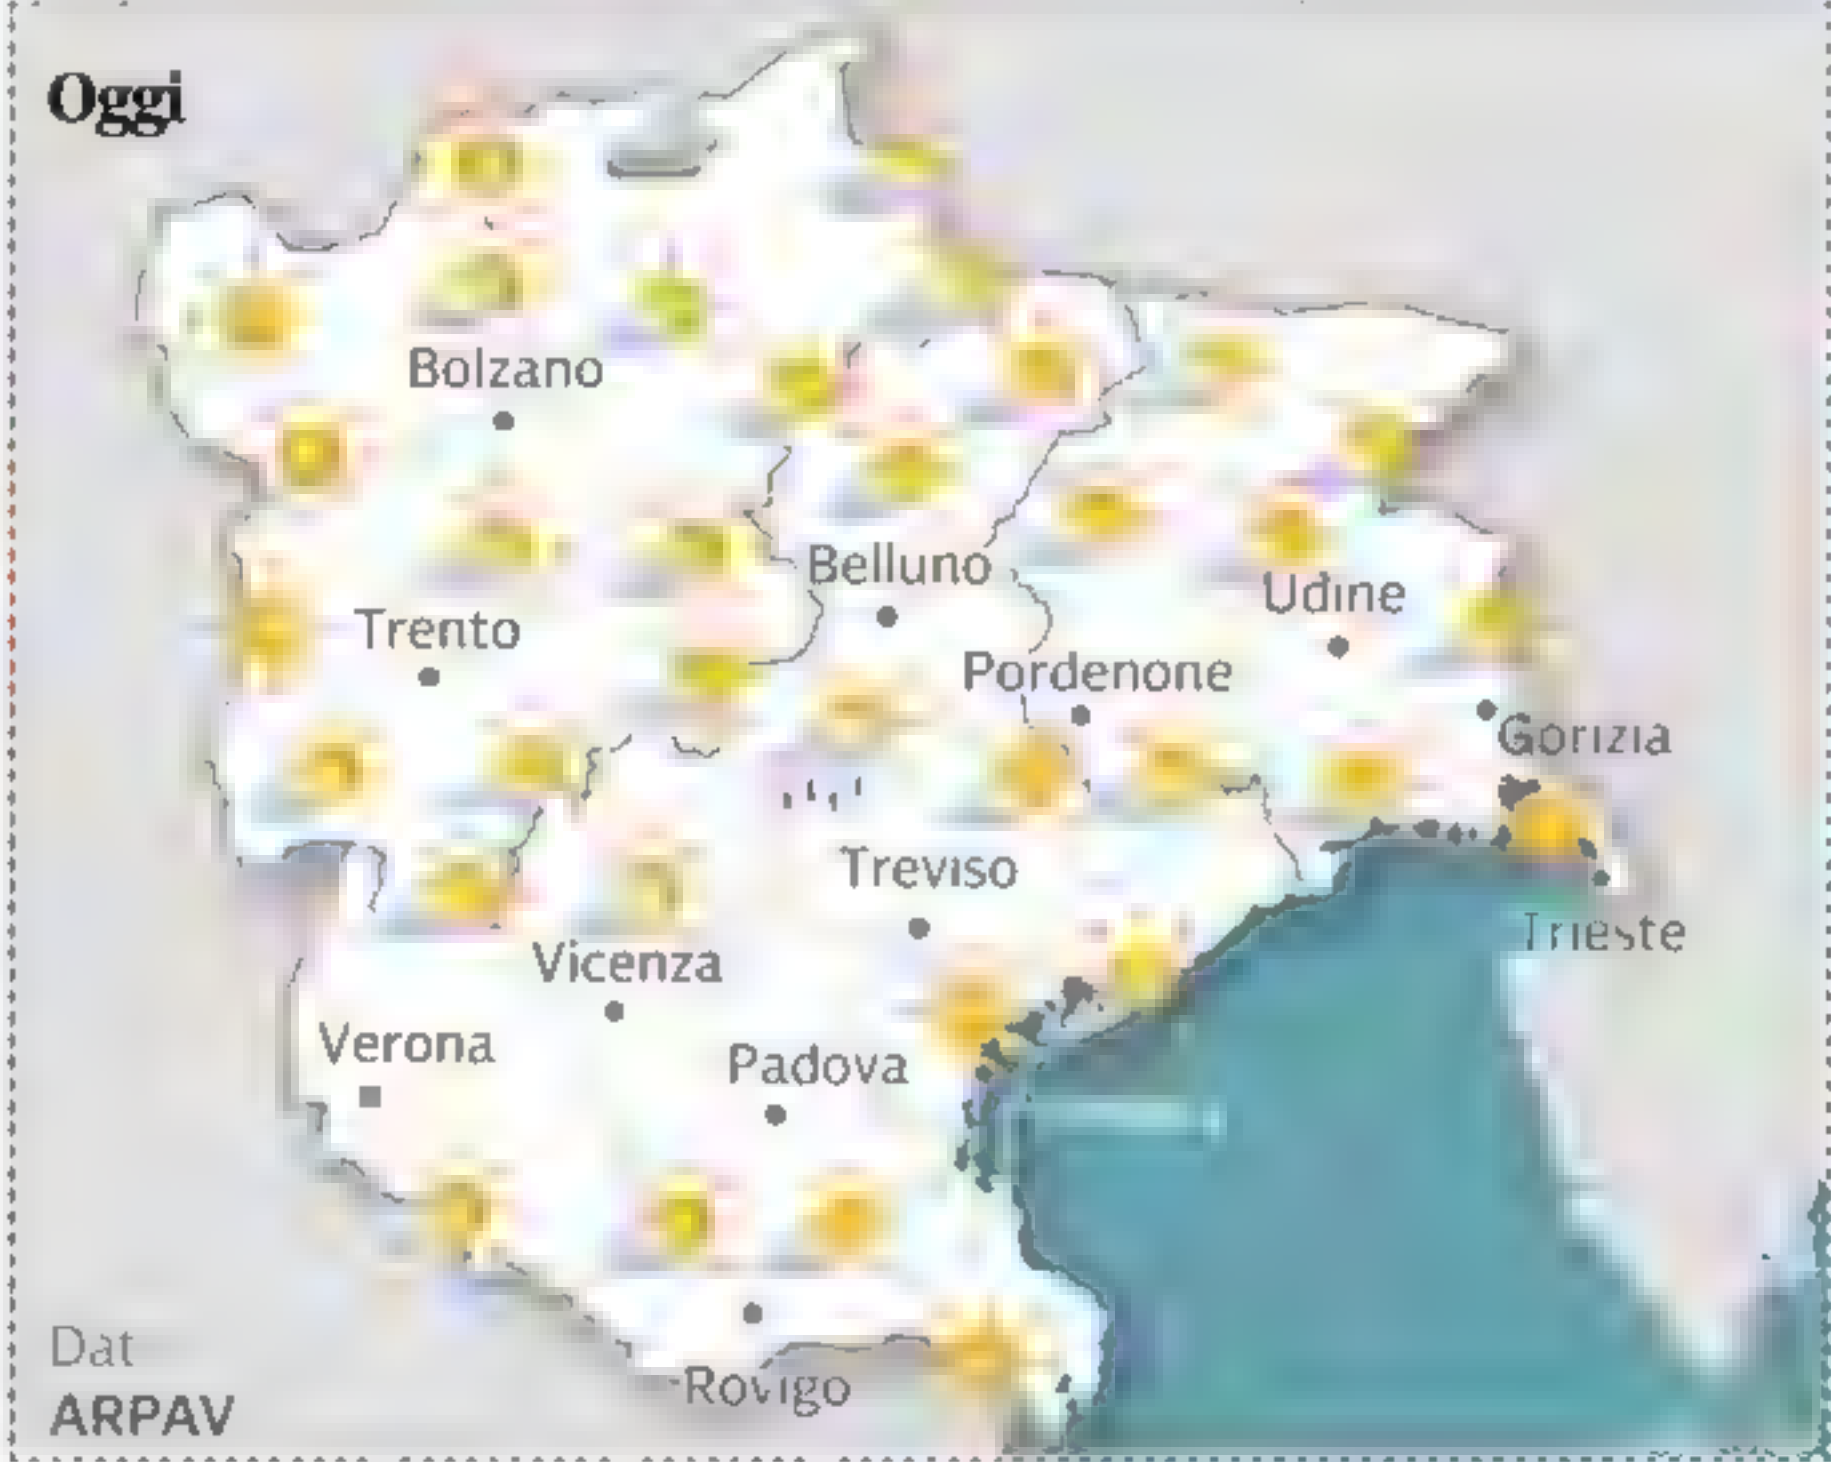 Oggi
Bolzano
Belluno
Udine
Trento
Pordenone
Gorizia
Treviso
Trieste
Vicenza
Verona
Padova
Rovigo
Dat
ARPAV